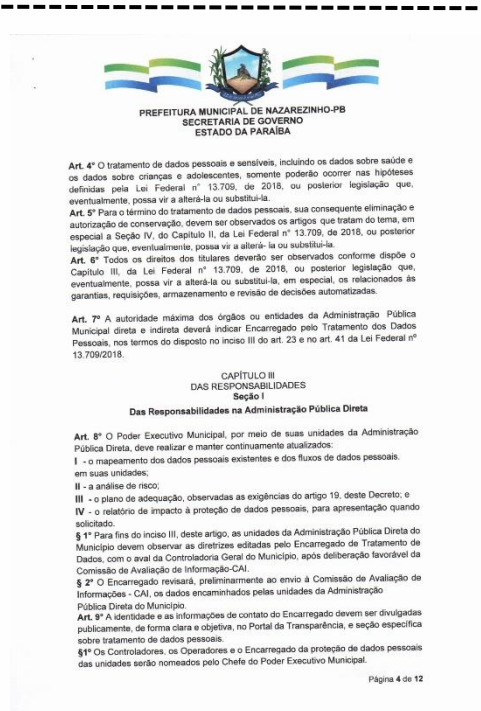 PREFEITURA MUNICIPAL DE NAZAREZINHO-PB
SECRETARIA DE GOVERNO
ESTADO DA PARAÍBA
Art. 4° O tratamento de dados pessoais e sensíveis, incluindo os dados sobre saúde e
os dados sobre crianças e adolescentes, somente poderão ocorrer nas hipóteses
definidas pela Lei Federal n° 13.709, de 2018, ou posterior legislação que,
eventualmente, possa vir a alterá-la ou substituí-la.
Art. 5° Para o término do tratamento de dados pessoais, sua consequente eliminação e
autorização de conservação, devem ser observados os artigos que tratam do tema, em
especial a Seção IV, do Capítulo II, da Lei Federal n° 13.709, de 2018, ou posterior
legislação que, eventualmente, possa vir a alterá- la ou substituí-la.
Art. 6° Todos os direitos dos titulares deverão ser observados conforme dispõe o
Capítulo III, da Lei Federal n° 13.709, de 2018, ou posterior legislação que,
eventualmente, possa vir a alterá-la ou substituí-la, em especial, os relacionados às
garantias, requisições, armazenamento e revisão de decisões automatizadas.
Art. 7° A autoridade máxima dos órgãos ou entidades da Administração Pública
Municipal direta e indireta deverá indicar Encarregado pelo Tratamento dos Dados
Pessoais, nos termos do disposto no inciso III do art. 23 e no art. 41 da Lei Federal nº
13.709/2018.
CAPÍTULO III
DAS RESPONSABILIDADES
Seção I
Das Responsabilidades na Administração Pública Direta
Art. 8° O Poder Executivo Municipal, por meio de suas unidades da Administração
Pública Direta, deve realizar e manter continuamente atualizados:
I - o mapeamento dos dados pessoais existentes e dos fluxos de dados pessoais.
em suas unidades;
II - a análise de risco;
III - o plano de adequação, observadas as exigências do artigo 19, deste Decreto; e
IV - o relatório de impacto à proteção de dados pessoais, para apresentação quando
solicitado.
§ 1° Para fins do inciso III, deste artigo, as unidades da Administração Pública Direta do
Município devem observar as diretrizes editadas pelo Encarregado de Tratamento de
Dados, com o aval da Controladoria Geral do Município, após deliberação favorável da
Comissão de Avaliação de Informação-CAI.
§ 2° O Encarregado revisará, preliminarmente ao envio à Comissão de Avaliação de
Informações - CAI, os dados encaminhados pelas unidades da Administração
Pública Direta do Município.
Art. 9° A identidade e as informações de contato do Encarregado devem ser divulgadas
publicamente, de forma clara e objetiva, no Portal da Transparência, e seção específica
sobre tratamento de dados pessoais.
§1° Os Controladores, os Operadores e o Encarregado da proteção de dados pessoais
das unidades serão nomeados pelo Chefe do Poder Executivo Municipal.
Página 4 de 12